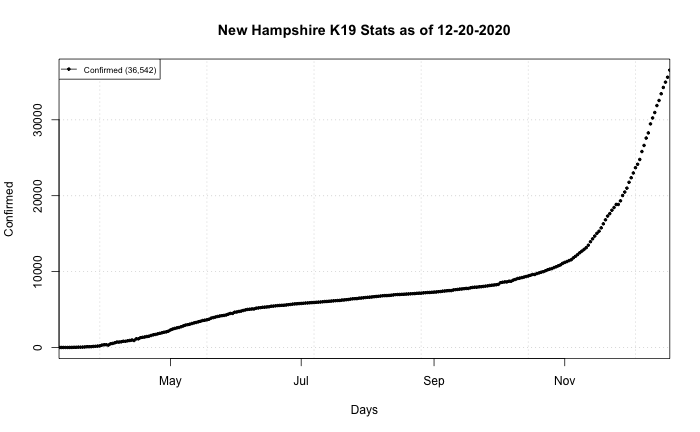 New Hampshire K19 Stats as of 12-20-2020
Confirmed (36,542)
30000
20000
10000
0
Confirmed
May Jul Sep Nov
Days